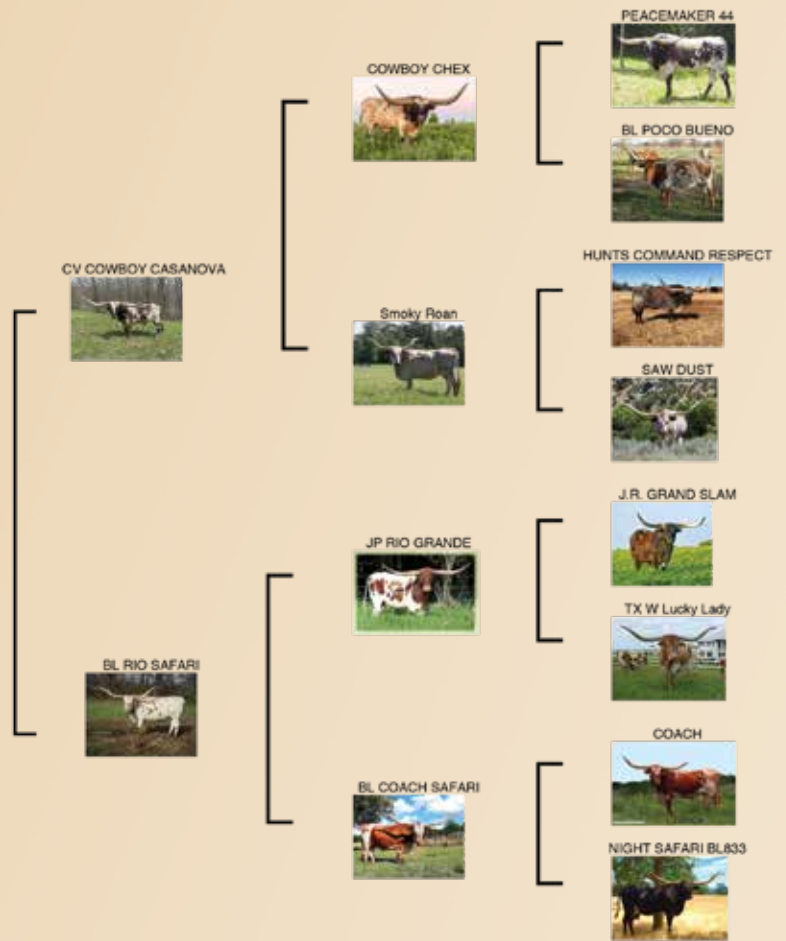 PEACEMAKER 44
COWBOY CHEX
BL POCO BUENO
CV COWBOY CASANOVA
HUNTS COMMAND RESPECT
Smoky Roan
SAW DUST
J.R. GRAND SLAM
JP RIO GRANDE
TX W Lucky Lady
BL RIO SAFARI
COACH
BL COACH SAFARI
NIGHT SAFARI BL833